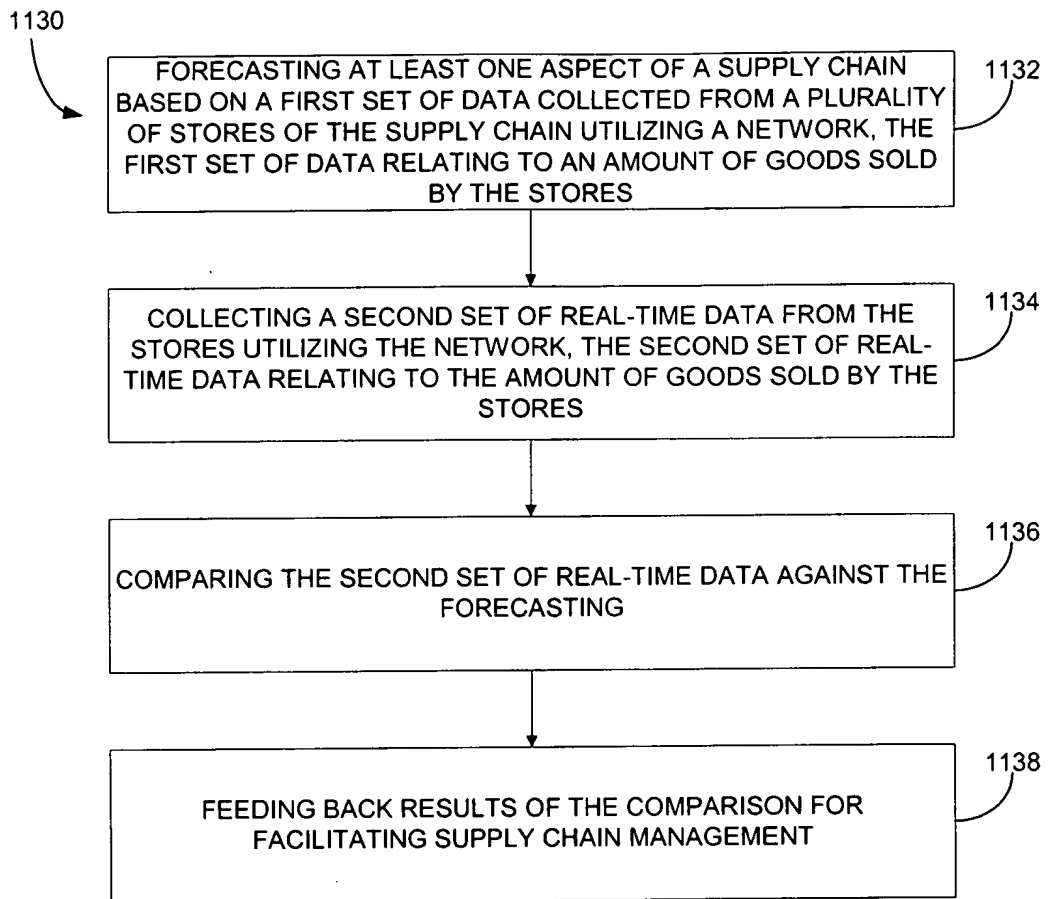 1130
FORECASTING AT LEAST ONE ASPECT OF A SUPPLY CHAIN
BASED ON A FIRST SET OF DATA COLLECTED FROM A PLURALITY
OF STORES OF THE SUPPLY CHAIN UTILIZING A NETWORK, THE
FIRST SET OF DATA RELATING TO AN AMOUNT OF GOODS SOLD
BY THE STORES
1132
COLLECTING A SECOND SET OF REAL-TIME DATA FROM THE
STORES UTILIZING THE NETWORK, THE SECOND SET OF REAL-
TIME DATA RELATING TO THE AMOUNT OF GOODS SOLD BY THE
STORES
1134
COMPARING THE SECOND SET OF REAL-TIME DATA AGAINST THE
FORECASTING
1136
FEEDING BACK RESULTS OF THE COMPARISON FOR
FACILITATING SUPPLY CHAIN MANAGEMENT
1138